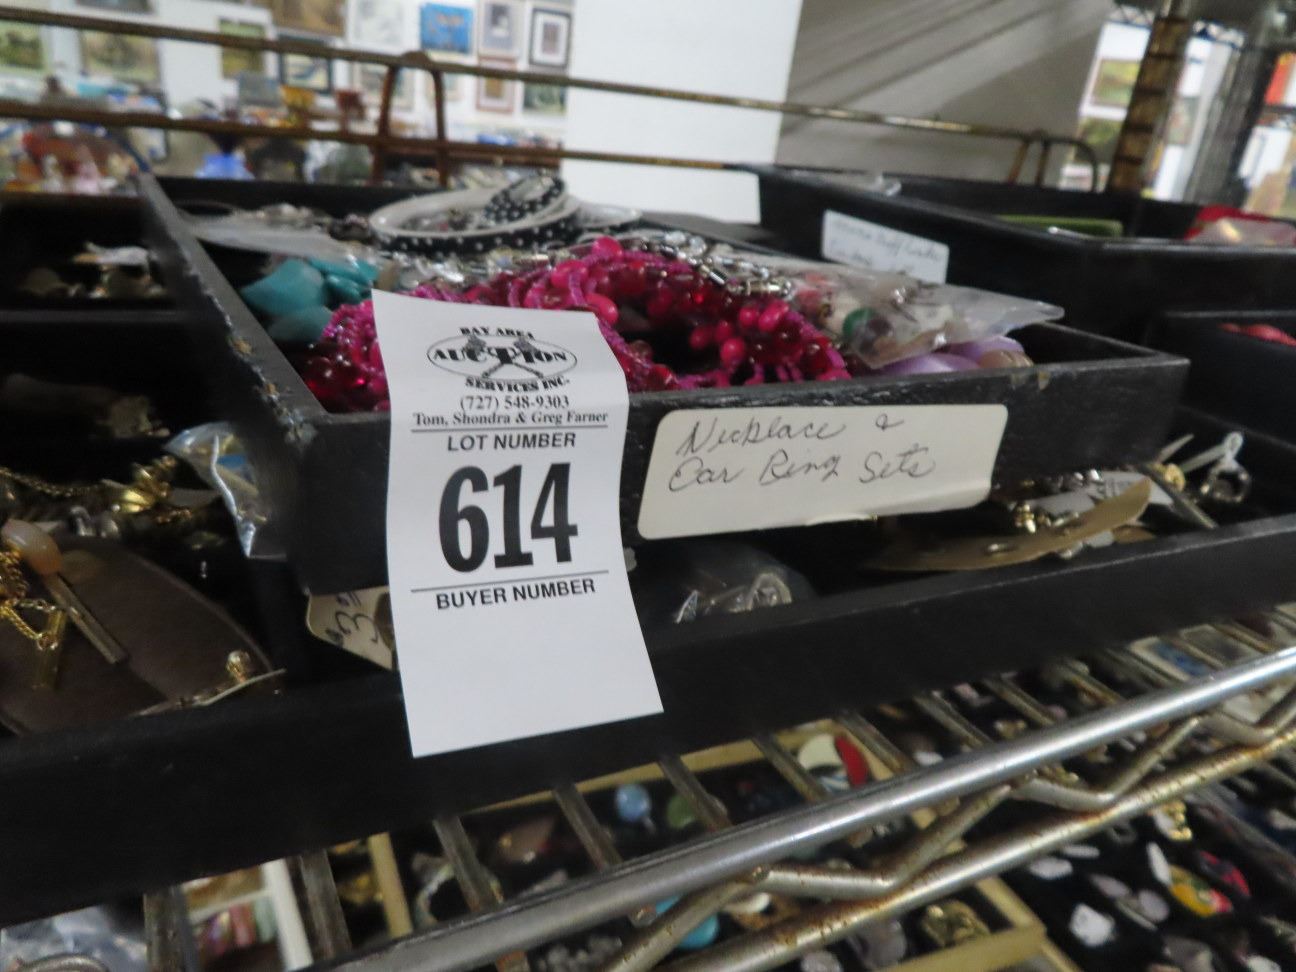 BAY AREA
AUCTION
SERVICES INC.
(727) 548-9303
Tom, Shondra & Greg Farner
LOT NUMBER
614
BUYER NUMBER
Necklace &
Ear Ring Sets
$3